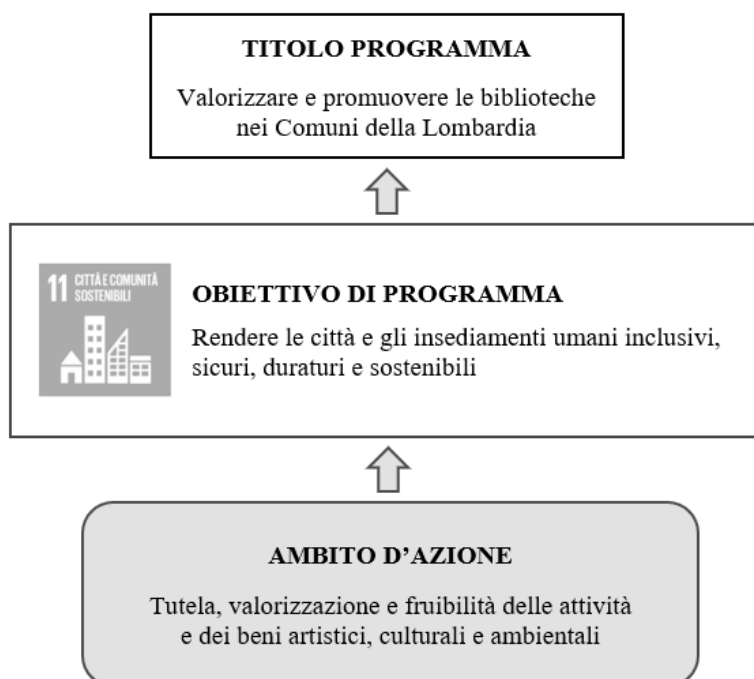 TITOLO PROGRAMMA
Valorizzare e promuovere le biblioteche
nei Comuni della Lombardia
11 CITTÀ E COMUNITÀ
SOSTENIBILI
OBIETTIVO DI PROGRAMMA
Rendere le città e gli insediamenti umani inclusivi,
sicuri, duraturi e sostenibili
AMBITO D’AZIONE
Tutela, valorizzazione e fruibilità delle attività
e dei beni artistici, culturali e ambientali